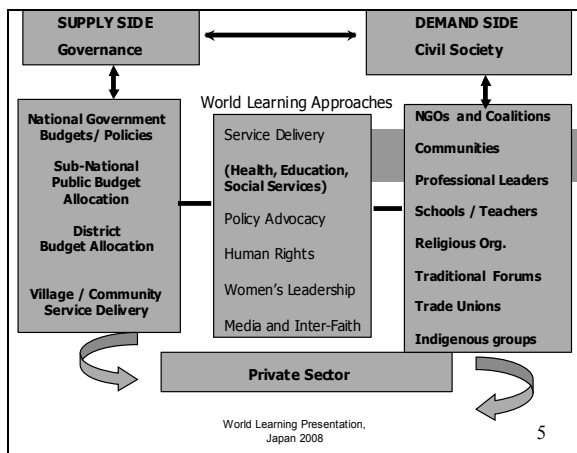 SUPPLY SIDE
Governance
DEMAND SIDE
Civil Society
World Learning Approaches
National Government
Budgets/ Policies
Sub-National
Public Budget
Allocation
District
Budget Allocation
Village / Community
Service Delivery
Service Delivery
(Health, Education,
Social Services)
Policy Advocacy
Human Rights
Women's Leadership
Media and Inter-Faith
NGOs and Coalitions
Communities
Professional Leaders
Schools / Teachers
Religious Org.
Traditional Forums
Trade Unions
Indigenous groups
Private Sector
World Learning Presentation,
Japan 2008
5